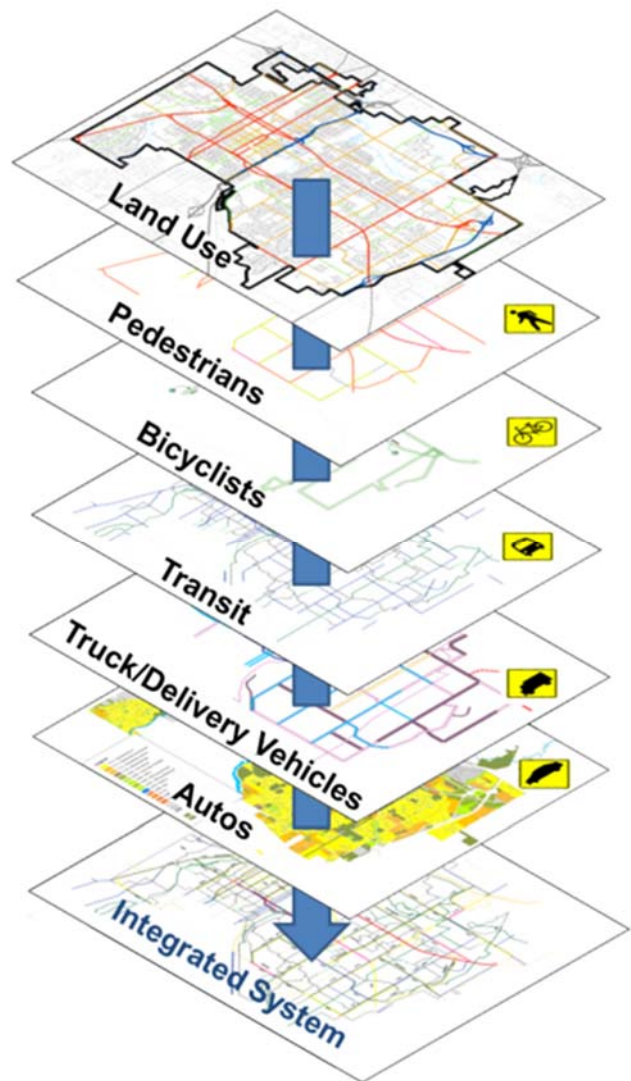 Land Use
Pedestrians
Bicyclists
Transit
Truck/Delivery Vehicles
Autos
Integrated System